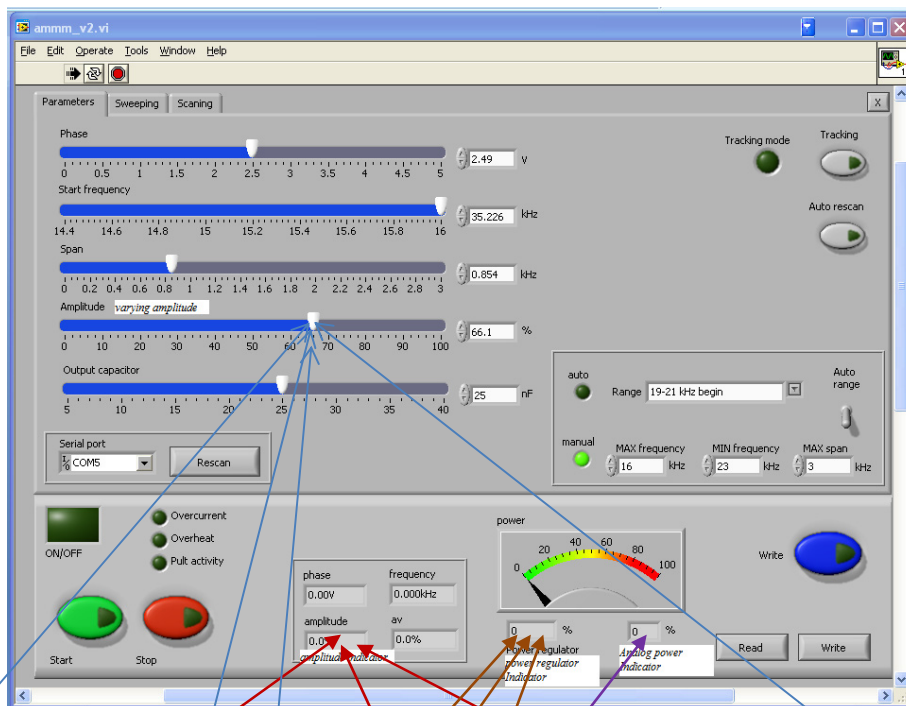 ammm_v2.vi
File Edit Operate Tools Window Help
1
Parameters Sweeping Scaning X
Phase
0 0.5 1 1.5 2 2.5 3 3.5 4 4.5 5
2.49 V
Tracking mode Tracking
Start frequency
14.4 14.6 14.8 15 15.2 15.4 15.6 15.8 16
35.226 kHz
Auto rescan
Span
0 0.2 0.4 0.6 0.8 1 1.2 1.4 1.6 1.8 2 2.2 2.4 2.6 2.8 3
0.854 kHz
Amplitude varying amplitude
0 10 20 30 40 50 60 70 80 90 100
66.1 %
Output capacitor
5 10 15 20 25 30 35 40
25 nF
auto Range 19-21 kHz begin Auto range
manual MAX frequency MIN frequency MAX span
16 kHz 23 kHz 3 kHz
Serial port
COM5 Rescan
ON/OFF
Overcurrent
Overheat
Pult activity
Start Stop
phase frequency
0.00V 0.000kHz
amplitude av
0.0% 0.0%
amplitude indicator
power
0 20 40 60 80 100
0 % 0 %
Power regulator
power regulator
Indicator
Analog power
Indicator
Write
Read Write